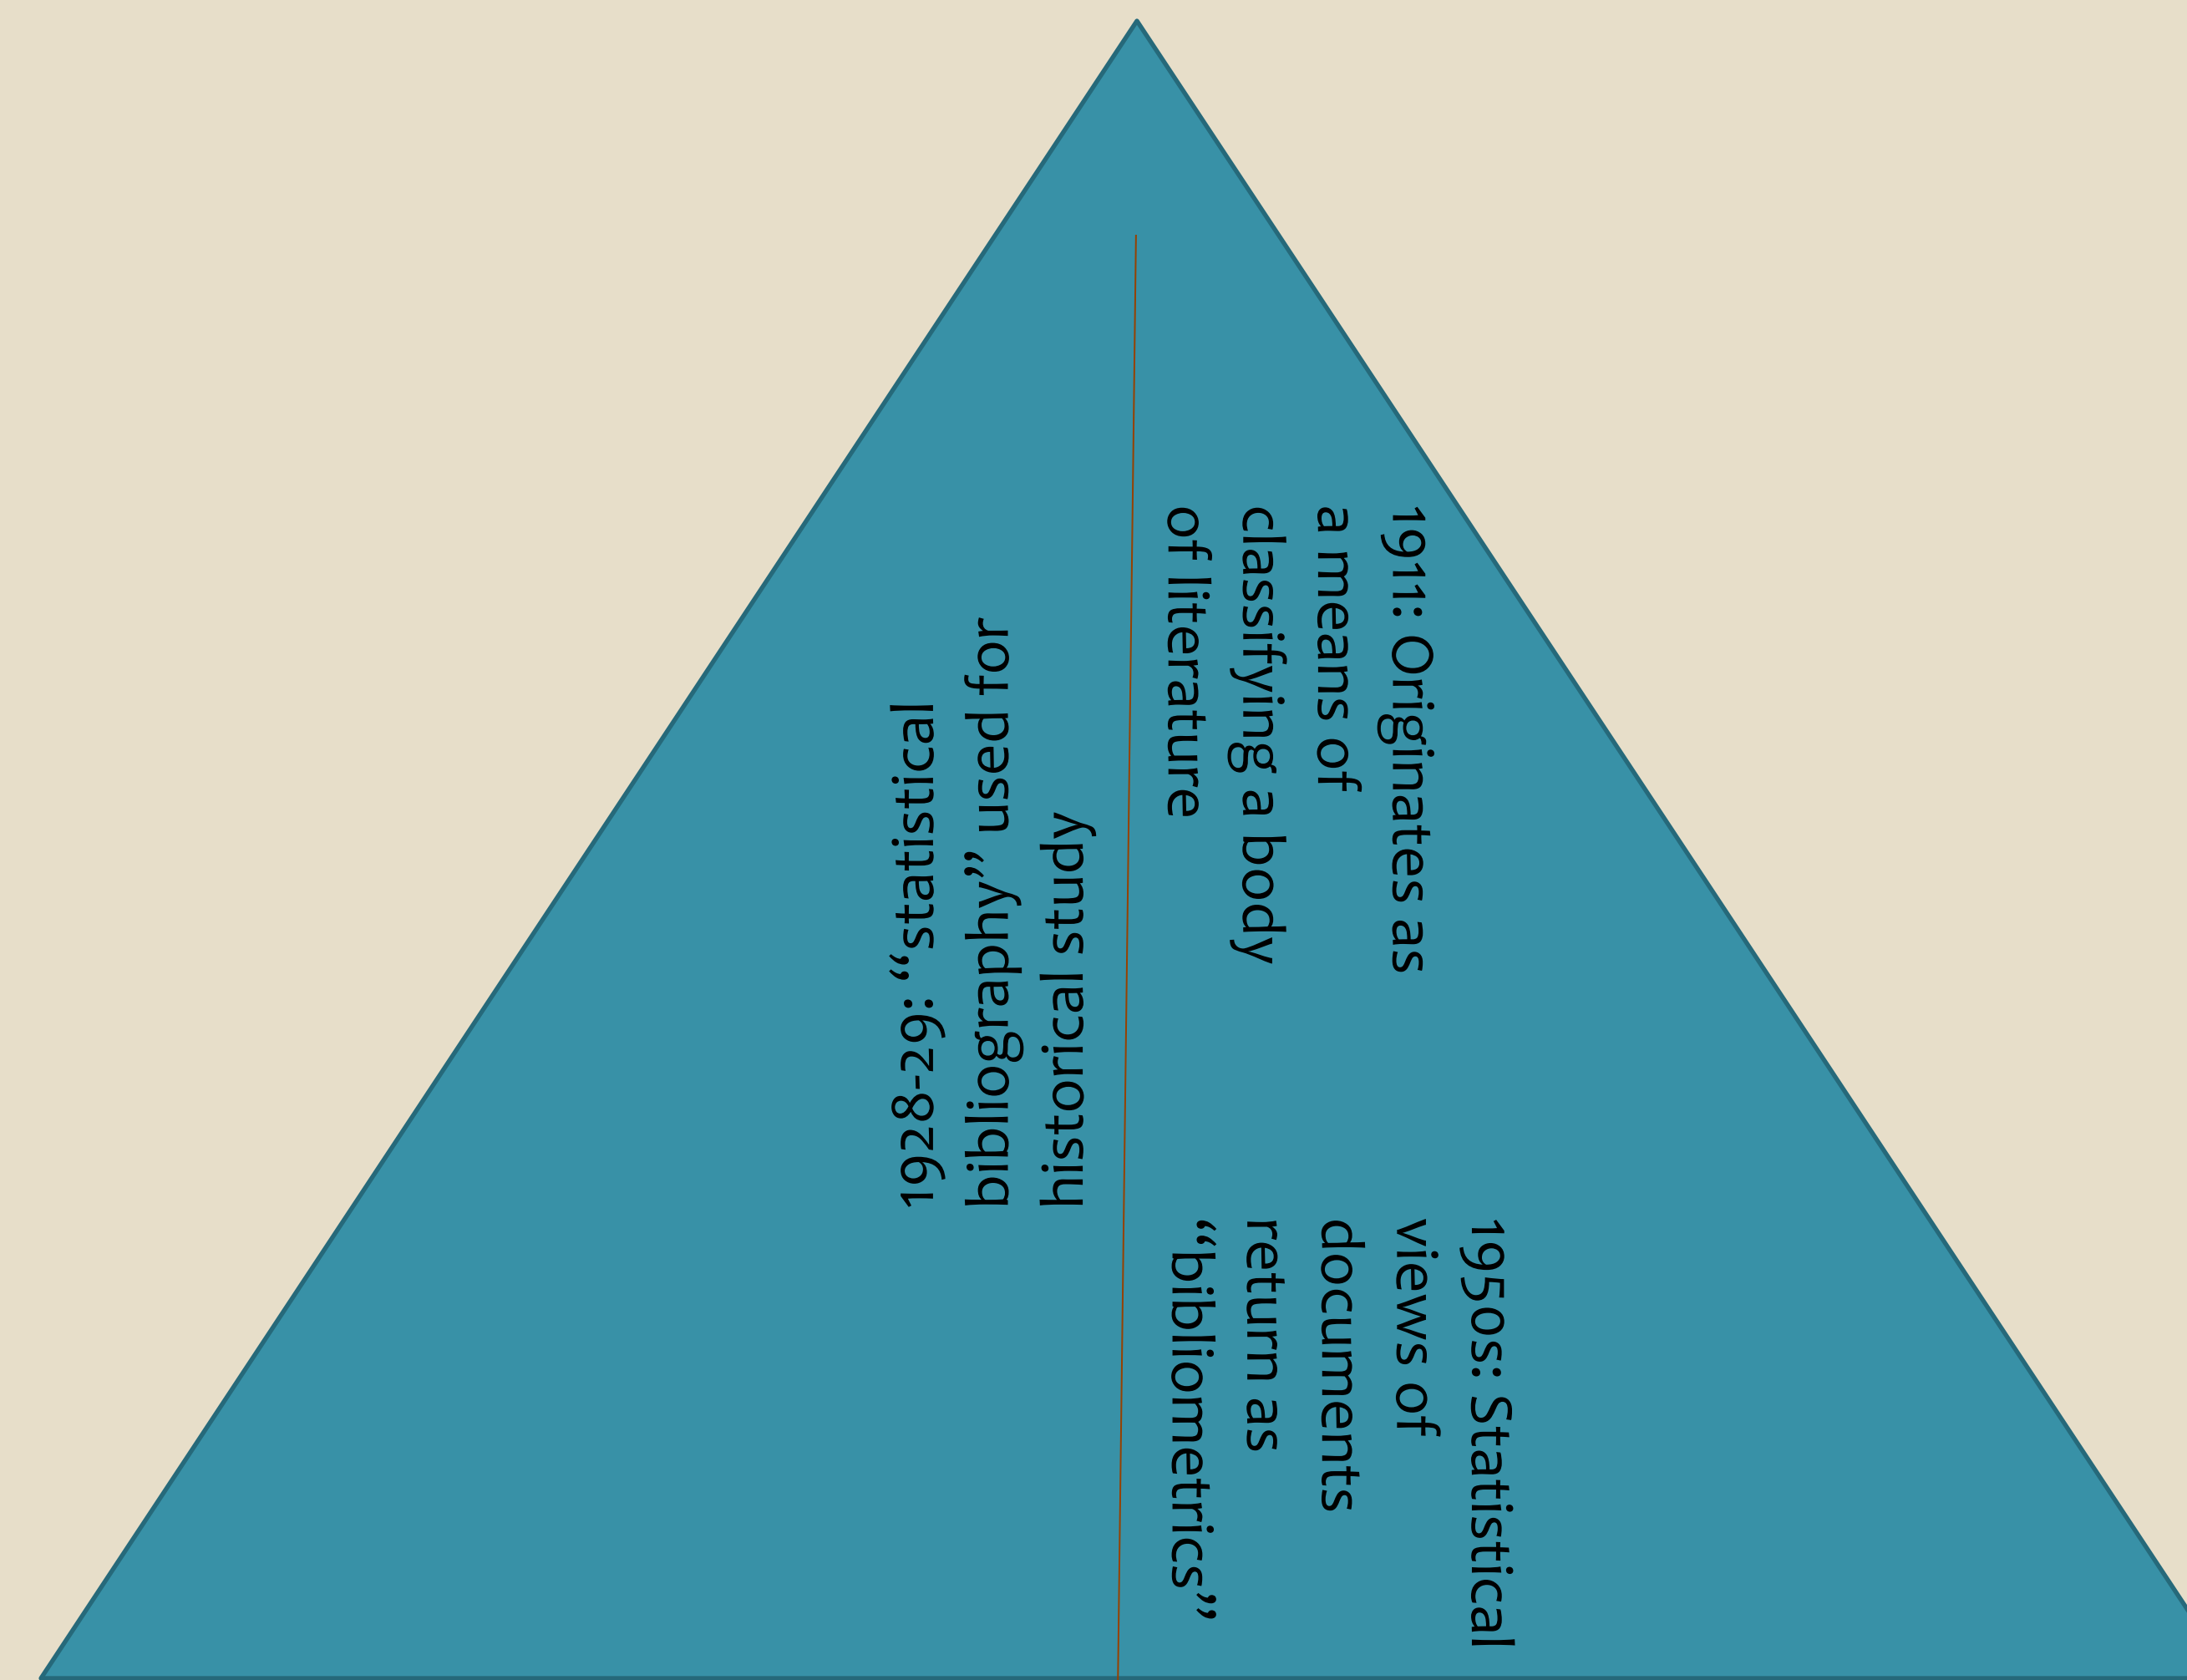 1911: Originates as
a means of
classifying a body
of literature
1928-29: “statistical
bibliography” used for
historical study
1950s: Statistical
views of
documents
return as
“bibliometrics”